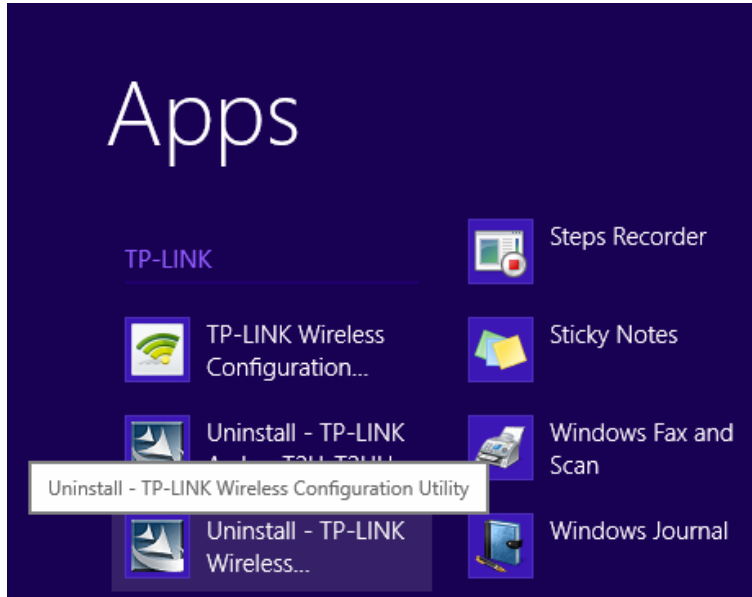 Apps
TP-LINK
TP-LINK Wireless
Configuration...
Uninstall - TP-LINK
Uninstall - TP-LINK Wireless Configuration Utility
Uninstall - TP-LINK
Wireless...
Steps Recorder
Sticky Notes
Windows Fax and
Scan
Windows Journal